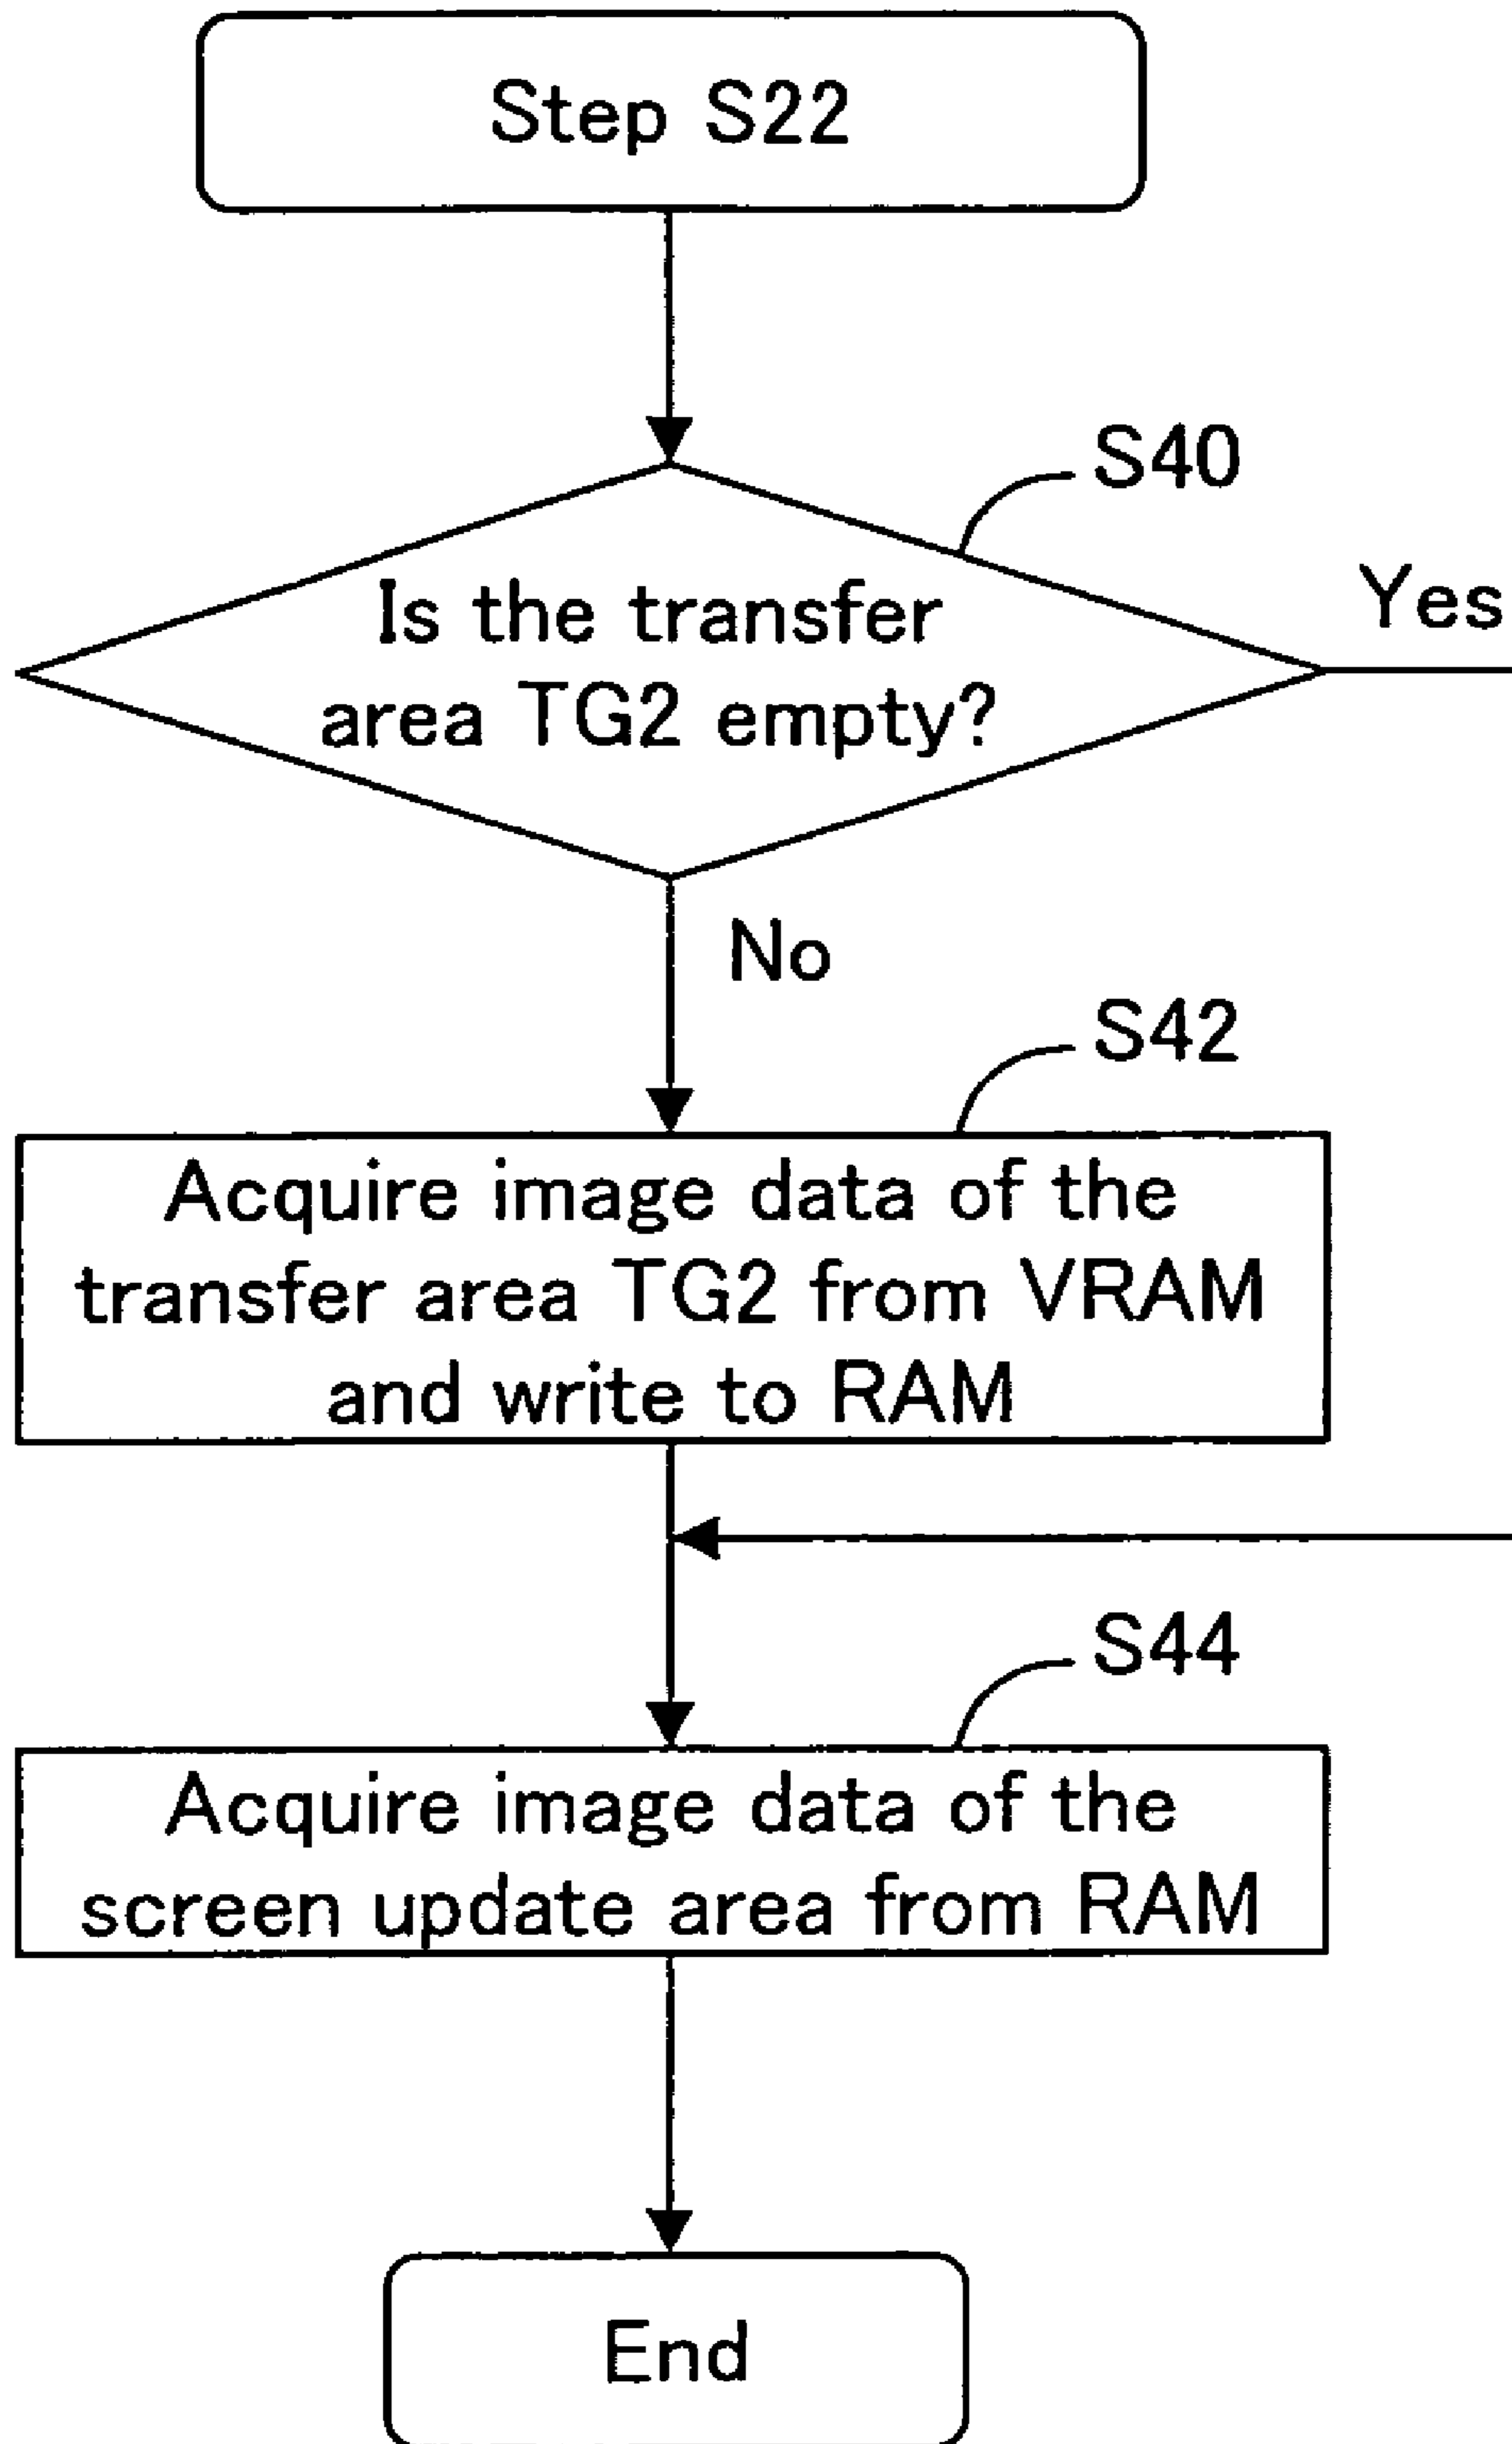 Step S22
S40
Is the transfer
area TG2 empty?
Yes
No
S42
Acquire image data of the
transfer area TG2 from VRAM
and write to RAM
S44
Acquire image data of the
screen update area from RAM
End